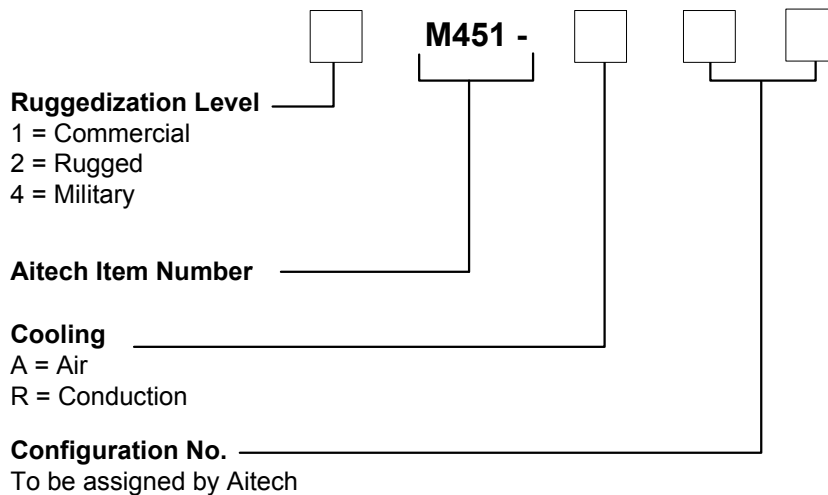 M451 -
Ruggedization Level
1 = Commercial
2 = Rugged
4 = Military
Aitech Item Number
Cooling
A = Air
R = Conduction
Configuration No.
To be assigned by Aitech